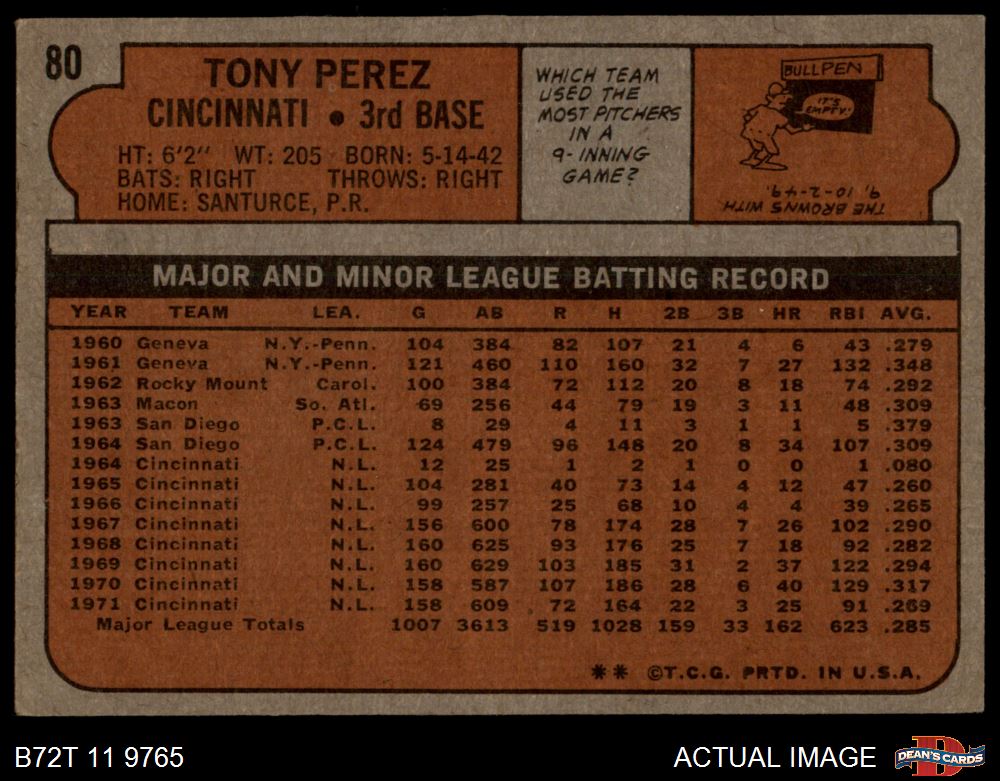 80
TONY PEREZ
CINCINNATI • 3rd BASE
HT: 6'2" WT: 205 BORN: 5-14-42
BATS: RIGHT THROWS: RIGHT
HOME: SANTURCE, P.R.
WHICH TEAM
USED THE
MOST PITCHERS
IN A
9-INNING
GAME?
BULLPEN
IT'S
EMPTY!
THE BROWNS WITH
9, 10-2-49.
MAJOR AND MINOR LEAGUE BATTING RECORD
YEAR TEAM LEA. G AB R H 2B 3B HR RBI AVG.
1960 Geneva N.Y.-Penn. 104 384 82 107 21 4 6 43 .279
1961 Geneva N.Y.-Penn. 121 460 110 160 32 7 27 132 .348
1962 Rocky Mount Carol. 100 384 72 112 20 8 18 74 .292
1963 Macon So. Atl. 69 256 44 79 19 3 11 48 .309
1963 San Diego P.C.L. 8 29 4 11 3 1 1 5 .379
1964 San Diego P.C.L. 124 479 96 148 20 8 34 107 .309
1964 Cincinnati N.L. 12 25 1 2 1 0 0 1 .080
1965 Cincinnati N.L. 104 281 40 73 14 4 12 47 .260
1966 Cincinnati N.L. 99 257 25 68 10 4 4 39 .265
1967 Cincinnati N.L. 156 600 78 174 28 7 26 102 .290
1968 Cincinnati N.L. 160 625 93 176 25 7 18 92 .282
1969 Cincinnati N.L. 160 629 103 185 31 2 37 122 .294
1970 Cincinnati N.L. 158 587 107 186 28 6 40 129 .317
1971 Cincinnati N.L. 158 609 72 164 22 3 25 91 .269
Major League Totals 1007 3613 519 1028 159 33 162 623 .285
** ©T.C.G. PRTD. IN U.S.A.
B72T 11 9765
ACTUAL IMAGE
D
DEAN'S CARDS